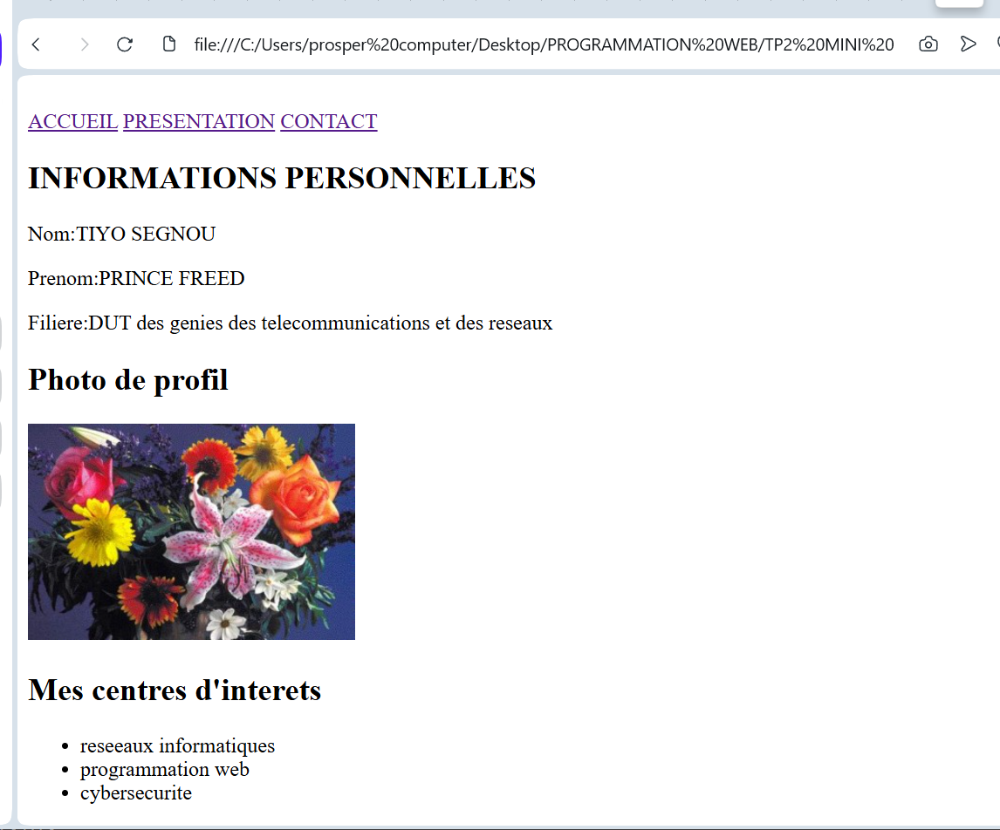 file:///C:/Users/prosper%20computer/Desktop/PROGRAMMATION%20WEB/TP2%20MINI%20
ACCUEIL PRESENTATION CONTACT
INFORMATIONS PERSONNELLES
Nom:TIYO SEGNOU
Prenom:PRINCE FREED
Filiere:DUT des genies des telecommunications et des reseaux
Photo de profil
Mes centres d'interets
• reseeaux informatiques
• programmation web
• cybersecurite